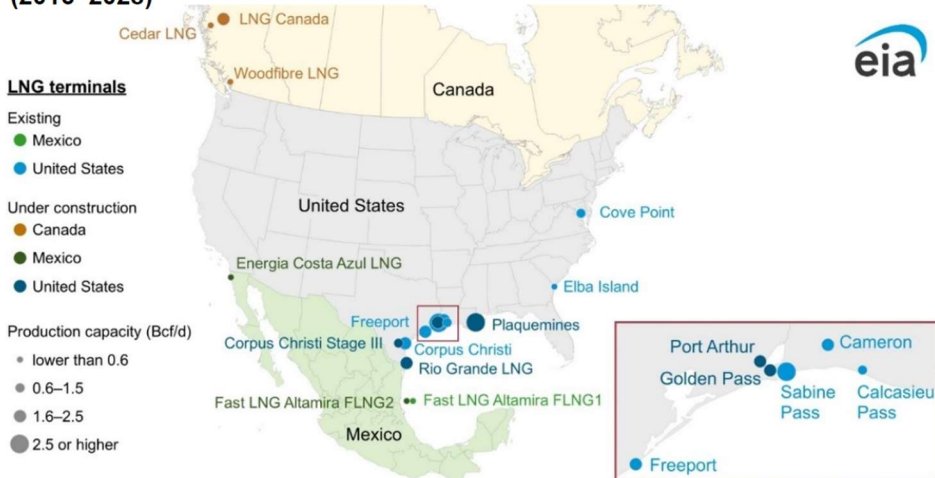 (2016–2028)
LNG Canada
Cedar LNG
Woodfibre LNG
Canada
eia
LNG terminals
Existing
Mexico
United States
Under construction
Canada
Mexico
United States
Production capacity (Bcf/d)
lower than 0.6
0.6–1.5
1.6–2.5
2.5 or higher
United States
Cove Point
Energia Costa Azul LNG
Elba Island
Freeport
Plaquemines
Corpus Christi Stage III
Corpus Christi
Rio Grande LNG
Fast LNG Altamira FLNG2
Fast LNG Altamira FLNG1
Mexico
Port Arthur
Cameron
Golden Pass
Sabine
Pass
Calcasieu
Pass
Freeport